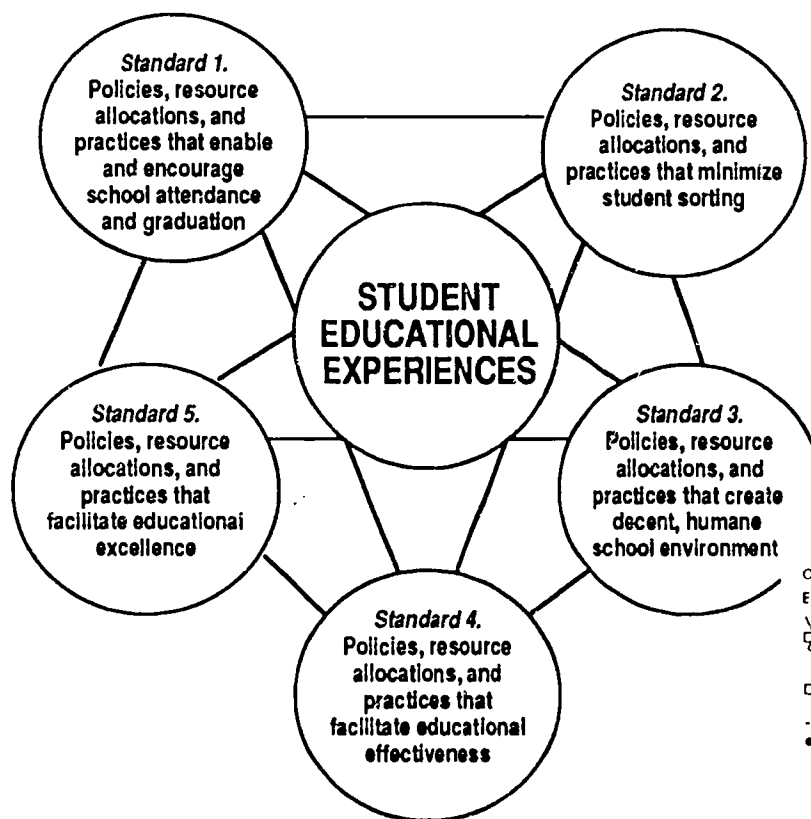 Standard 1.
Policies, resource
allocations, and
practices that enable
and encourage
school attendance
and graduation
Standard 2.
Policies, resource
allocations, and
practices that minimize
student sorting
STUDENT
EDUCATIONAL
EXPERIENCES
Standard 5.
Policies, resource
allocations, and
practices that
facilitate educational
excellence
Standard 3.
Policies, resource
allocations, and
practices that create
decent, humane
school environment
Standard 4.
Policies, resource
allocations, and
practices that
facilitate educational
effectiveness